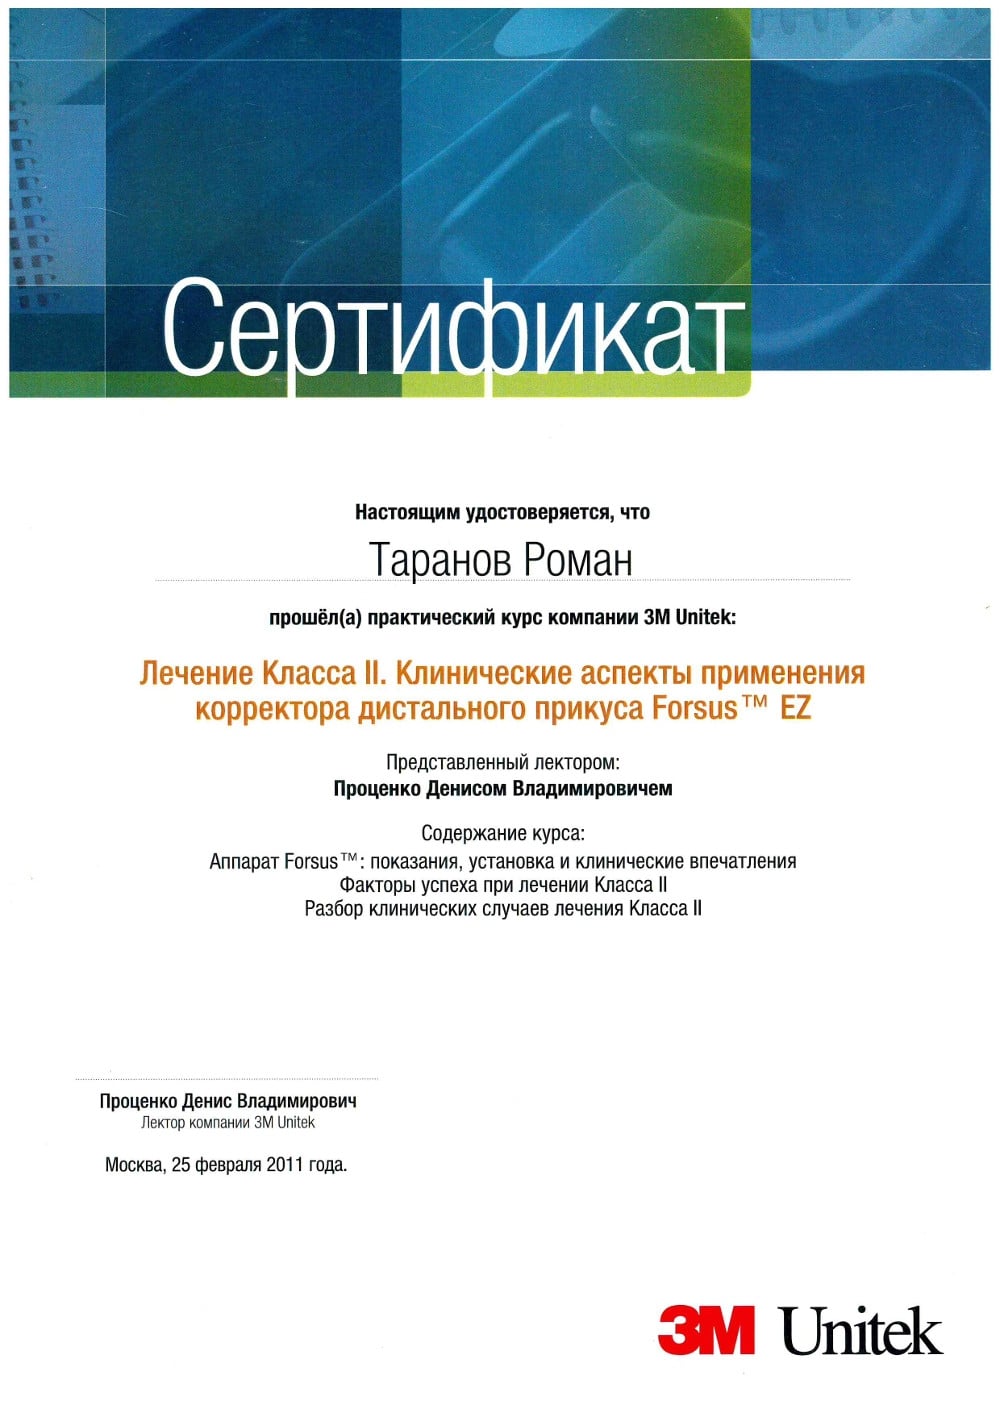 Сертификат
Настоящим удостоверяется, что
Таранов Роман
прошёл(а) практический курс компании 3M Unitek:
Лечение Класса II. Клинические аспекты применения
корректора дистального прикуса Forsus™ EZ
Представленный лектором:
Проценко Денисом Владимировичем
Содержание курса:
Аппарат Forsus™: показания, установка и клинические впечатления
Факторы успеха при лечении Класса II
Разбор клинических случаев лечения Класса II
Проценко Денис Владимирович
Лектор компании 3M Unitek
Москва, 25 февраля 2011 года.
3M Unitek